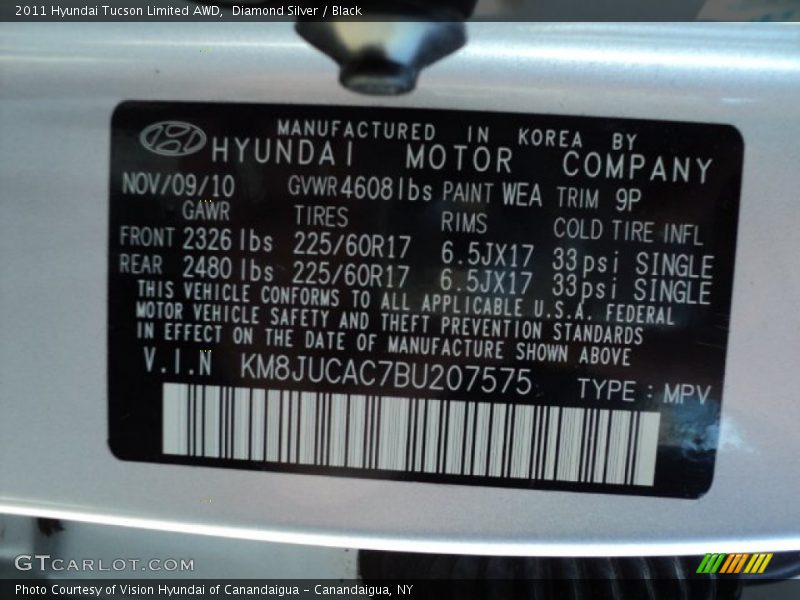 2011 Hyundai Tucson Limited AWD, Diamond Silver / Black
MANUFACTURED IN KOREA BY
HYUNDAI MOTOR COMPANY
NOV/09/10 GVWR 4608lbs PAINT WEA TRIM 9P
GAWR TIRES RIMS COLD TIRE INFL
FRONT 2326 lbs 225/60R17 6.5JX17 33psi SINGLE
REAR 2480 lbs 225/60R17 6.5JX17 33psi SINGLE
THIS VEHICLE CONFORMS TO ALL APPLICABLE U.S.A. FEDERAL
MOTOR VEHICLE SAFETY AND THEFT PREVENTION STANDARDS
IN EFFECT ON THE DATE OF MANUFACTURE SHOWN ABOVE
V.I.N KM8JUCAC7BU207575 TYPE : MPV
GTCARLOT.COM
Photo Courtesy of Vision Hyundai of Canandaigua - Canandaigua, NY